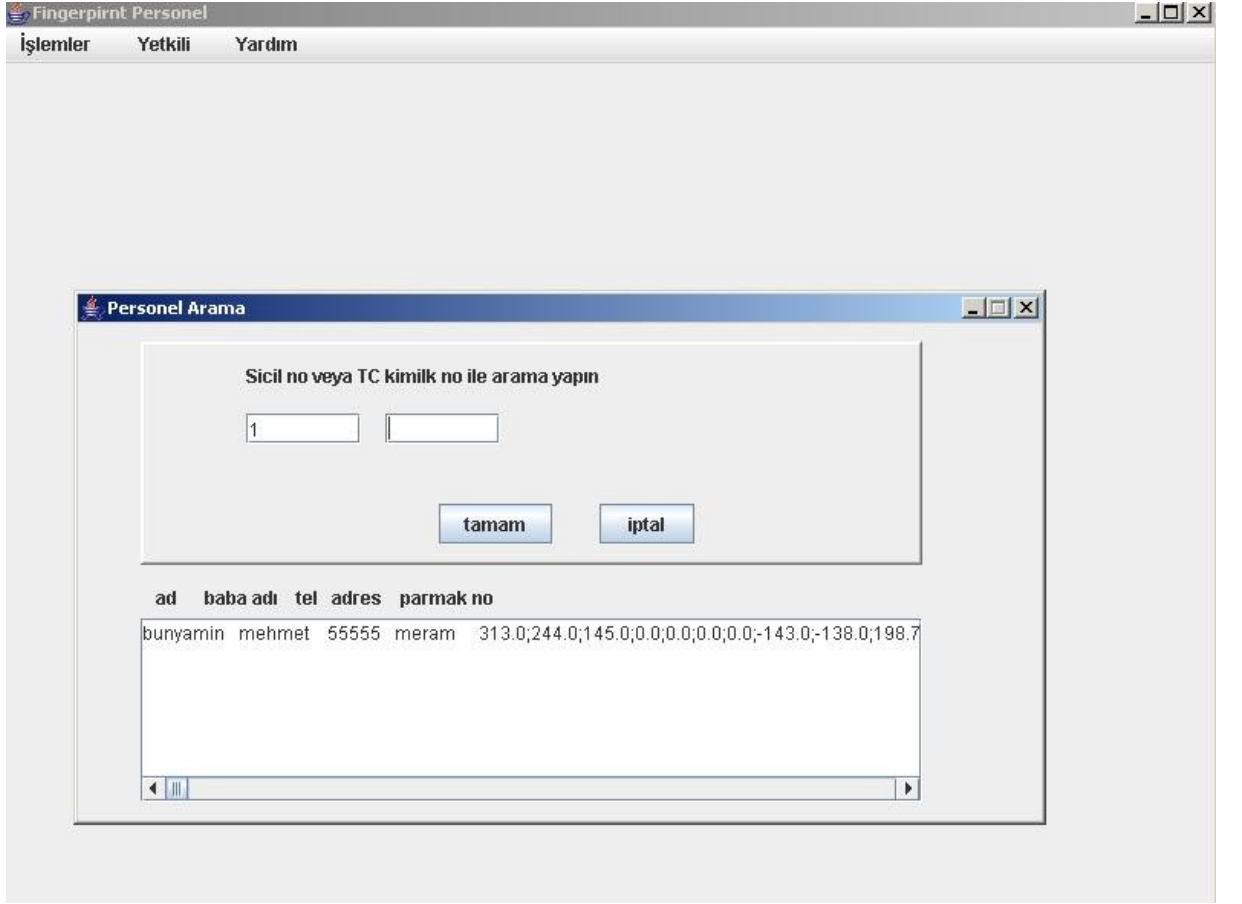 Fingerpirnt Personel
İşlemler Yetkili Yardım
Personel Arama
Sicil no veya TC kimilk no ile arama yapın
1
tamam iptal
ad baba adı tel adres parmak no
bunyamin mehmet 55555 meram 313.0;244.0;145.0;0.0;0.0;0.0;0.0;-143.0;-138.0;198.7